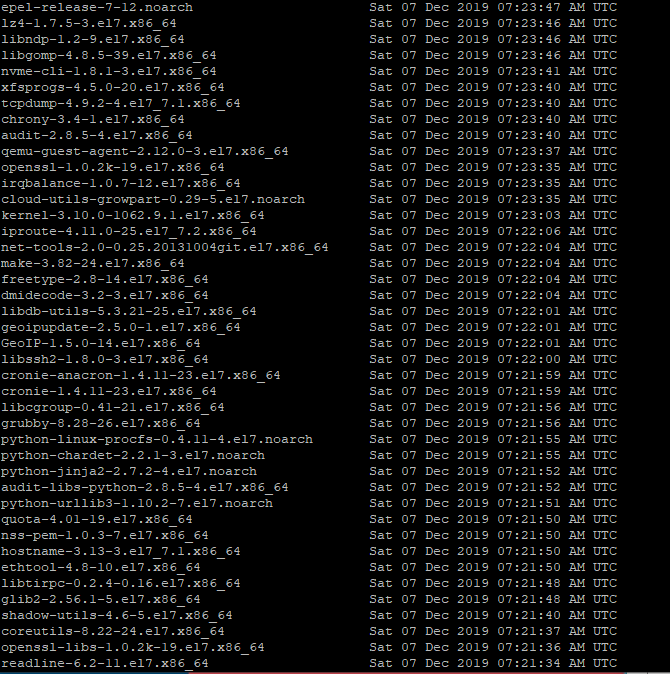 epel-release-7-12.noarch Sat 07 Dec 2019 07:23:47 AM UTC
lz4-1.7.5-3.el7.x86_64 Sat 07 Dec 2019 07:23:46 AM UTC
libndp-1.2-9.el7.x86_64 Sat 07 Dec 2019 07:23:46 AM UTC
libgomp-4.8.5-39.el7.x86_64 Sat 07 Dec 2019 07:23:46 AM UTC
nvme-cli-1.8.1-3.el7.x86_64 Sat 07 Dec 2019 07:23:41 AM UTC
xfsprogs-4.5.0-20.el7.x86_64 Sat 07 Dec 2019 07:23:40 AM UTC
tcpdump-4.9.2-4.el7_7.1.x86_64 Sat 07 Dec 2019 07:23:40 AM UTC
chrony-3.4-1.el7.x86_64 Sat 07 Dec 2019 07:23:40 AM UTC
audit-2.8.5-4.el7.x86_64 Sat 07 Dec 2019 07:23:40 AM UTC
qemu-guest-agent-2.12.0-3.el7.x86_64 Sat 07 Dec 2019 07:23:37 AM UTC
openssl-1.0.2k-19.el7.x86_64 Sat 07 Dec 2019 07:23:35 AM UTC
irqbalance-1.0.7-12.el7.x86_64 Sat 07 Dec 2019 07:23:35 AM UTC
cloud-utils-growpart-0.29-5.el7.noarch Sat 07 Dec 2019 07:23:35 AM UTC
kernel-3.10.0-1062.9.1.el7.x86_64 Sat 07 Dec 2019 07:23:03 AM UTC
iproute-4.11.0-25.el7_7.2.x86_64 Sat 07 Dec 2019 07:22:06 AM UTC
net-tools-2.0-0.25.20131004git.el7.x86_64 Sat 07 Dec 2019 07:22:04 AM UTC
make-3.82-24.el7.x86_64 Sat 07 Dec 2019 07:22:04 AM UTC
freetype-2.8-14.el7.x86_64 Sat 07 Dec 2019 07:22:04 AM UTC
dmidecode-3.2-3.el7.x86_64 Sat 07 Dec 2019 07:22:04 AM UTC
libdb-utils-5.3.21-25.el7.x86_64 Sat 07 Dec 2019 07:22:01 AM UTC
geoipupdate-2.5.0-1.el7.x86_64 Sat 07 Dec 2019 07:22:01 AM UTC
GeoIP-1.5.0-14.el7.x86_64 Sat 07 Dec 2019 07:22:01 AM UTC
libssh2-1.8.0-3.el7.x86_64 Sat 07 Dec 2019 07:22:00 AM UTC
cronie-anacron-1.4.11-23.el7.x86_64 Sat 07 Dec 2019 07:21:59 AM UTC
cronie-1.4.11-23.el7.x86_64 Sat 07 Dec 2019 07:21:59 AM UTC
libcgroup-0.41-21.el7.x86_64 Sat 07 Dec 2019 07:21:56 AM UTC
grubby-8.28-26.el7.x86_64 Sat 07 Dec 2019 07:21:56 AM UTC
python-linux-procfs-0.4.11-4.el7.noarch Sat 07 Dec 2019 07:21:55 AM UTC
python-chardet-2.2.1-3.el7.noarch Sat 07 Dec 2019 07:21:55 AM UTC
python-jinja2-2.7.2-4.el7.noarch Sat 07 Dec 2019 07:21:52 AM UTC
audit-libs-python-2.8.5-4.el7.x86_64 Sat 07 Dec 2019 07:21:52 AM UTC
python-urllib3-1.10.2-7.el7.noarch Sat 07 Dec 2019 07:21:51 AM UTC
quota-4.01-19.el7.x86_64 Sat 07 Dec 2019 07:21:50 AM UTC
nss-pem-1.0.3-7.el7.x86_64 Sat 07 Dec 2019 07:21:50 AM UTC
hostname-3.13-3.el7_7.1.x86_64 Sat 07 Dec 2019 07:21:50 AM UTC
ethtool-4.8-10.el7.x86_64 Sat 07 Dec 2019 07:21:50 AM UTC
libtirpc-0.2.4-0.16.el7.x86_64 Sat 07 Dec 2019 07:21:48 AM UTC
glib2-2.56.1-5.el7.x86_64 Sat 07 Dec 2019 07:21:48 AM UTC
shadow-utils-4.6-5.el7.x86_64 Sat 07 Dec 2019 07:21:40 AM UTC
coreutils-8.22-24.el7.x86_64 Sat 07 Dec 2019 07:21:37 AM UTC
openssl-libs-1.0.2k-19.el7.x86_64 Sat 07 Dec 2019 07:21:36 AM UTC
readline-6.2-11.el7.x86_64 Sat 07 Dec 2019 07:21:34 AM UTC